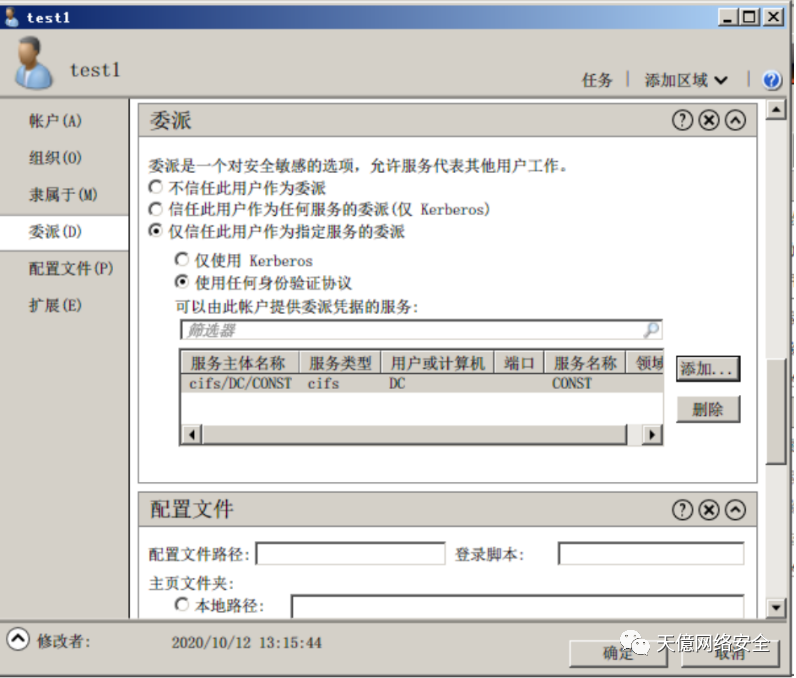 test1
test1
任务 | 添加区域
帐户(A)
组织(O)
隶属于(M)
委派(D)
配置文件(P)
扩展(E)
委派
委派是一个对安全敏感的选项，允许服务代表其他用户工作。
不信任此用户作为委派
信任此用户作为任何服务的委派(仅 Kerberos)
仅信任此用户作为指定服务的委派
仅使用 Kerberos
使用任何身份验证协议
可以由此帐户提供委派凭据的服务:
筛选器
服务主体名称 服务类型 用户或计算机 端口 服务名称 领域
cifs/DC/CONST cifs DC CONST
添加...
删除
配置文件
配置文件路径: 登录脚本:
主页文件夹:
本地路径:
修改者: 2020/10/12 13:15:44
确定 取消
天億网络安全